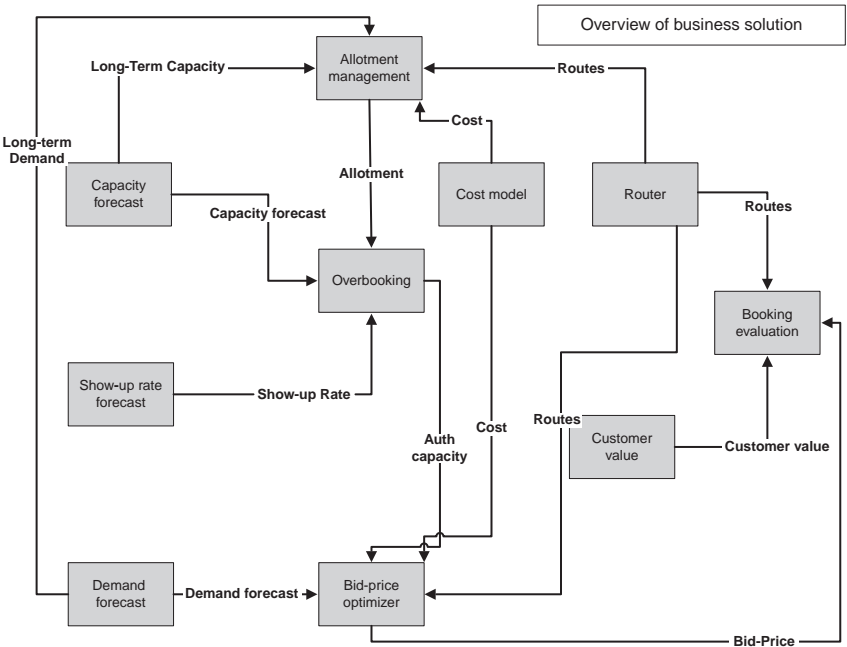 Overview of business solution
Allotment
management
Long-Term Capacity
Routes
Cost
Long-term
Demand
Allotment
Capacity
forecast
Cost model
Router
Capacity forecast
Routes
Overbooking
Booking
evaluation
Show-up rate
forecast
Show-up Rate
Auth
capacity
Cost
Routes
Customer
value
Customer value
Demand
forecast
Demand forecast
Bid-price
optimizer
Bid-Price